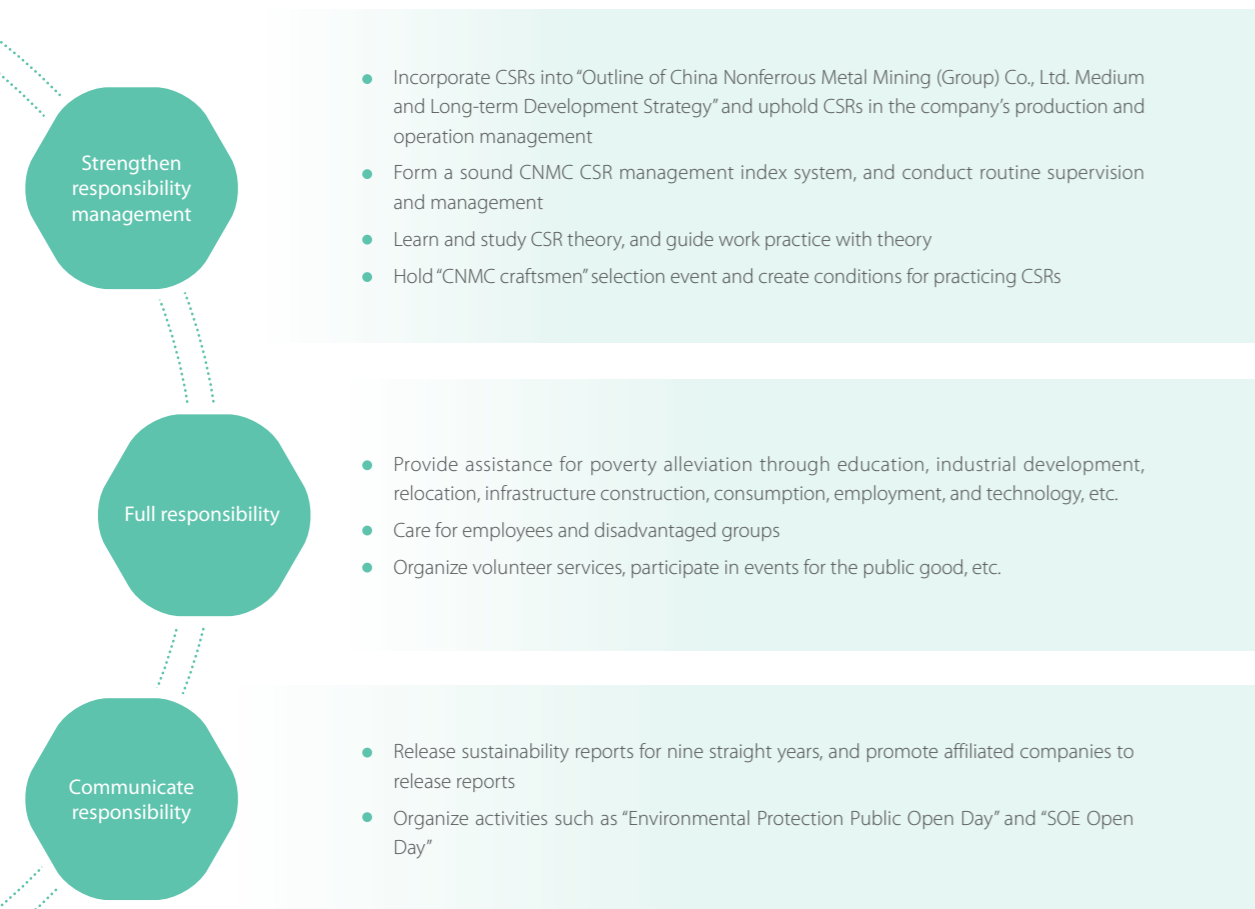 Strengthen
responsibility
management
● Incorporate CSRs into “Outline of China Nonferrous Metal Mining (Group) Co., Ltd. Medium
and Long-term Development Strategy” and uphold CSRs in the company’s production and
operation management
● Form a sound CNMC CSR management index system, and conduct routine supervision
and management
● Learn and study CSR theory, and guide work practice with theory
● Hold “CNMC craftsmen” selection event and create conditions for practicing CSRs
Full responsibility
● Provide assistance for poverty alleviation through education, industrial development,
relocation, infrastructure construction, consumption, employment, and technology, etc.
● Care for employees and disadvantaged groups
● Organize volunteer services, participate in events for the public good, etc.
Communicate
responsibility
● Release sustainability reports for nine straight years, and promote affiliated companies to
release reports
● Organize activities such as “Environmental Protection Public Open Day” and “SOE Open
Day”